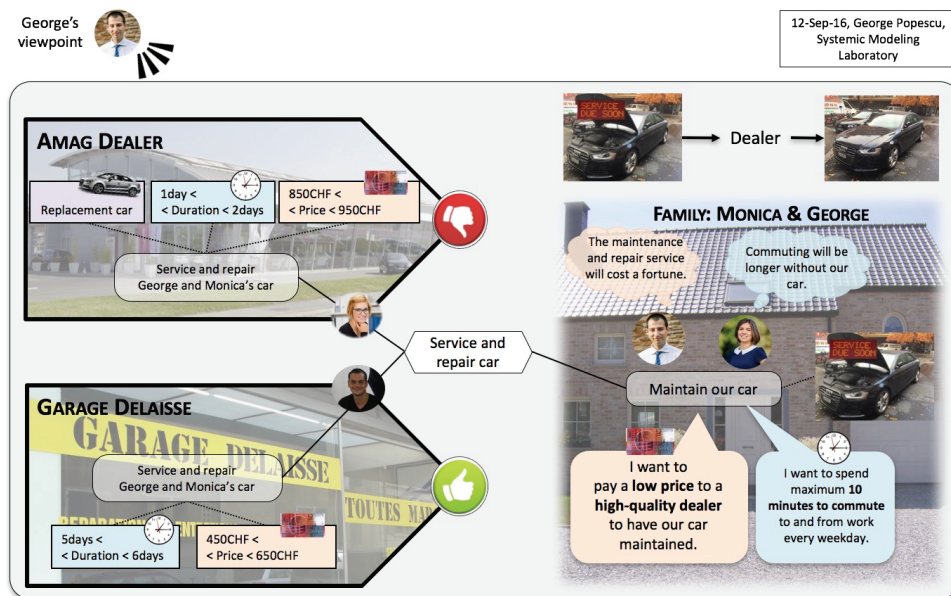 George's
viewpoint
12-Sep-16, George Popescu,
Systemic Modeling
Laboratory
AMAG DEALER
Replacement car
1day <
< Duration < 2days
850CHF <
< Price < 950CHF
Service and repair
George and Monica's car
SERVICE
DUE SOON
Dealer
FAMILY: MONICA & GEORGE
The maintenance
and repair service
will cost a fortune.
Commuting will be
longer without our
car.
Service and
repair car
Maintain our car
SERVICE
DUE SOON
GARAGE DELAISSE
GARAGE DELAISSE
Service and repair
George and Monica's car
TOUTES MAR
5days <
< Duration < 6days
450CHF <
< Price < 650CHF
I want to
pay a low price to a
high-quality dealer
to have our car
maintained.
I want to spend
maximum 10
minutes to commute
to and from work
every weekday.